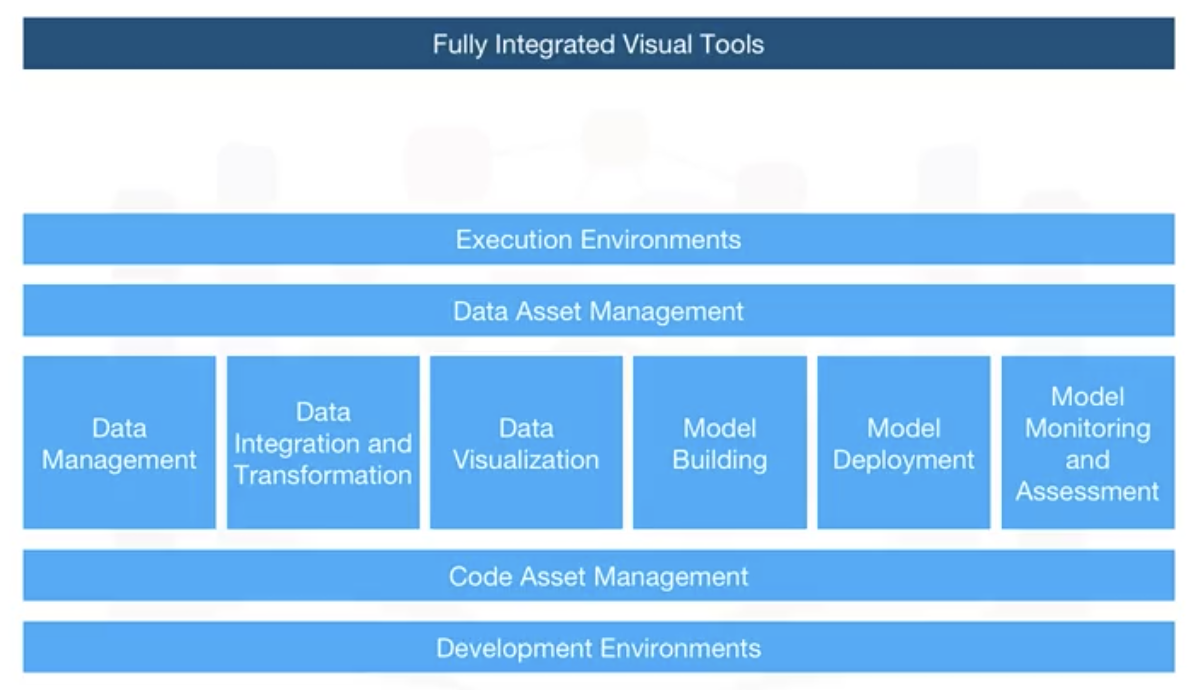 Fully Integrated Visual Tools
Execution Environments
Data Asset Management
Data
Management
Data
Integration and
Transformation
Data
Visualization
Model
Building
Model
Deployment
Model
Monitoring
and
Assessment
Code Asset Management
Development Environments